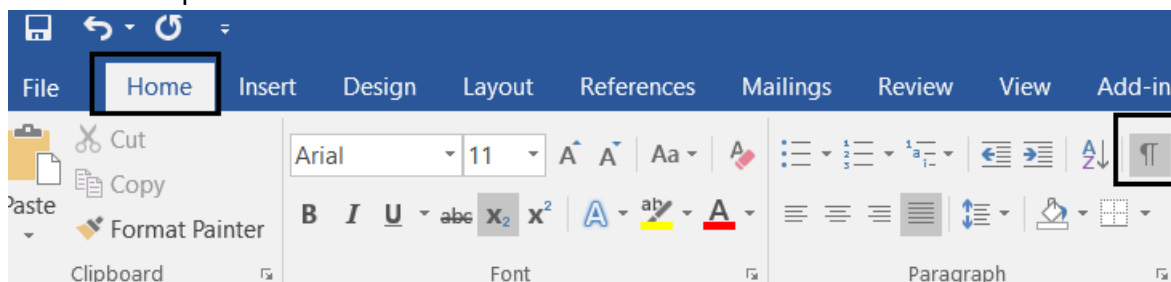 File Home Insert Design Layout References Mailings Review View Add-in
Cut
Arial 11 Aa
Copy
Paste
Format Painter
B I U abc X₂ x² A ab A
Clipboard Font Paragraph